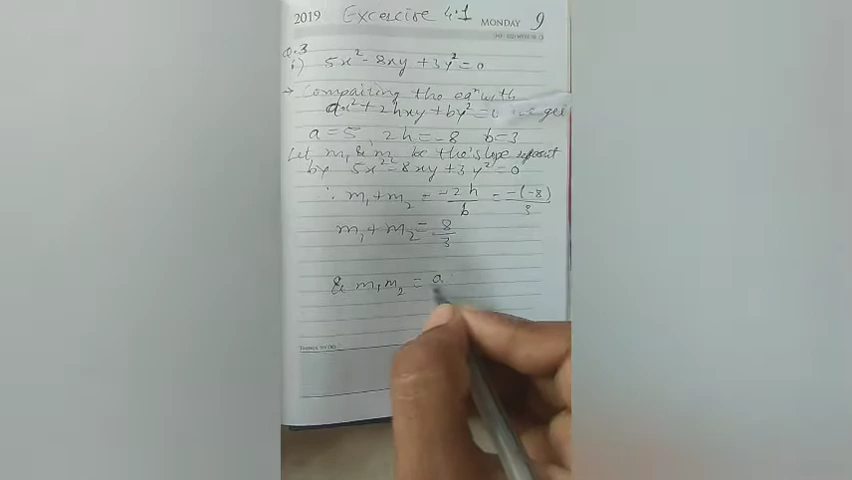 2019 Excercise 4.1 MONDAY 9
Q.3
i) 5x² - 8xy + 3y² = 0
→ Compairing the eqⁿ with
ax² + 2hxy + by² = 0 we get
a = 5, 2h = -8 b = 3
Let m₁ & m₂ be the slope
by 5x² - 8xy + 3y² = 0
∴ m₁ + m₂ = -2h/b = -(-8)/3
m₁ + m₂ = 8/3
& m₁m₂ = a